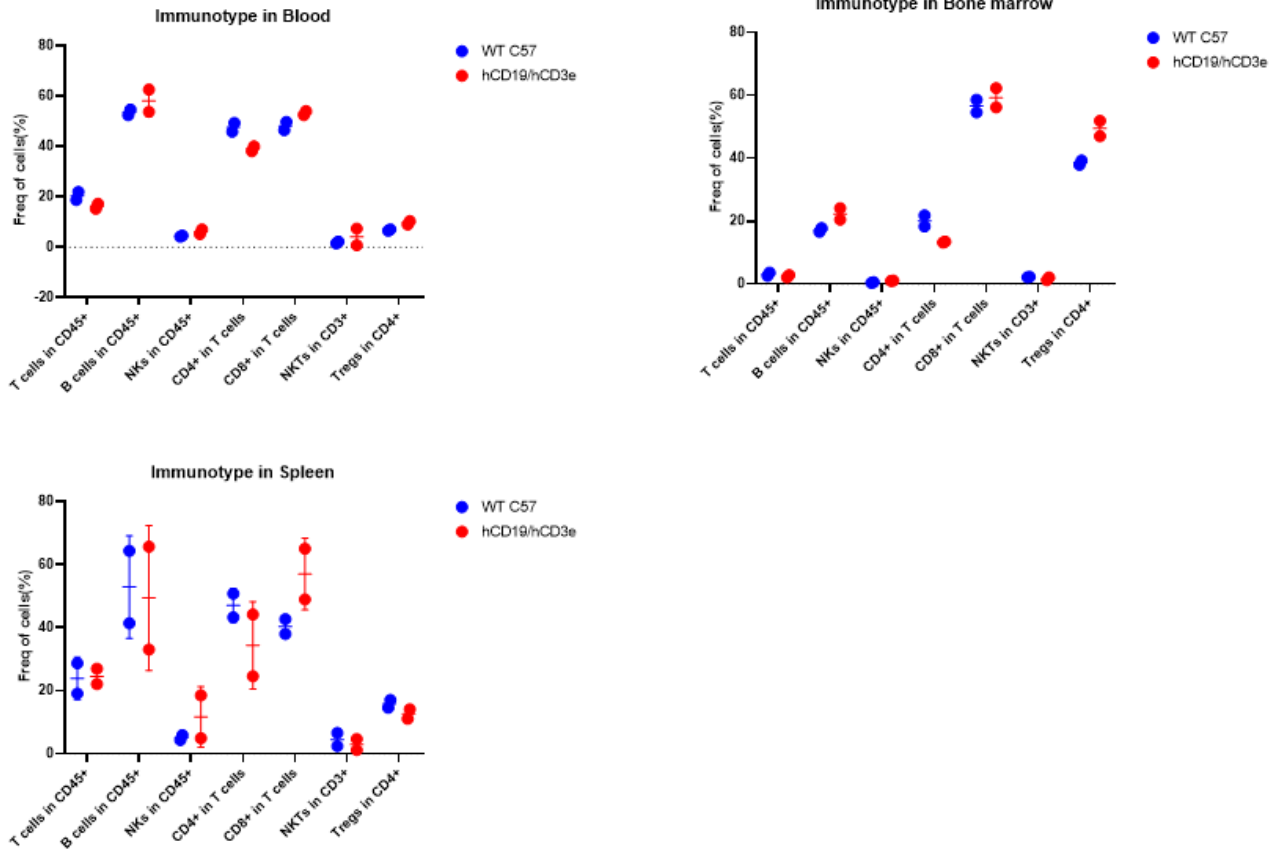 Immunotype in Blood
Freq of cells(%)
80
60
40
20
0
-20
T cells in CD45+
B cells in CD45+
NKs in CD45+
CD4+ in T cells
CD8+ in T cells
NKTs in CD3+
Tregs in CD4+
WT C57
hCD19/hCD3e
Immunotype in Bone marrow
Freq of cells(%)
80
60
40
20
0
T cells in CD45+
B cells in CD45+
NKs in CD45+
CD4+ in T cells
CD8+ in T cells
NKTs in CD3+
Tregs in CD4+
WT C57
hCD19/hCD3e
Immunotype in Spleen
Freq of cells(%)
80
60
40
20
0
T cells in CD45+
B cells in CD45+
NKs in CD45+
CD4+ in T cells
CD8+ in T cells
NKTs in CD3+
Tregs in CD4+
WT C57
hCD19/hCD3e